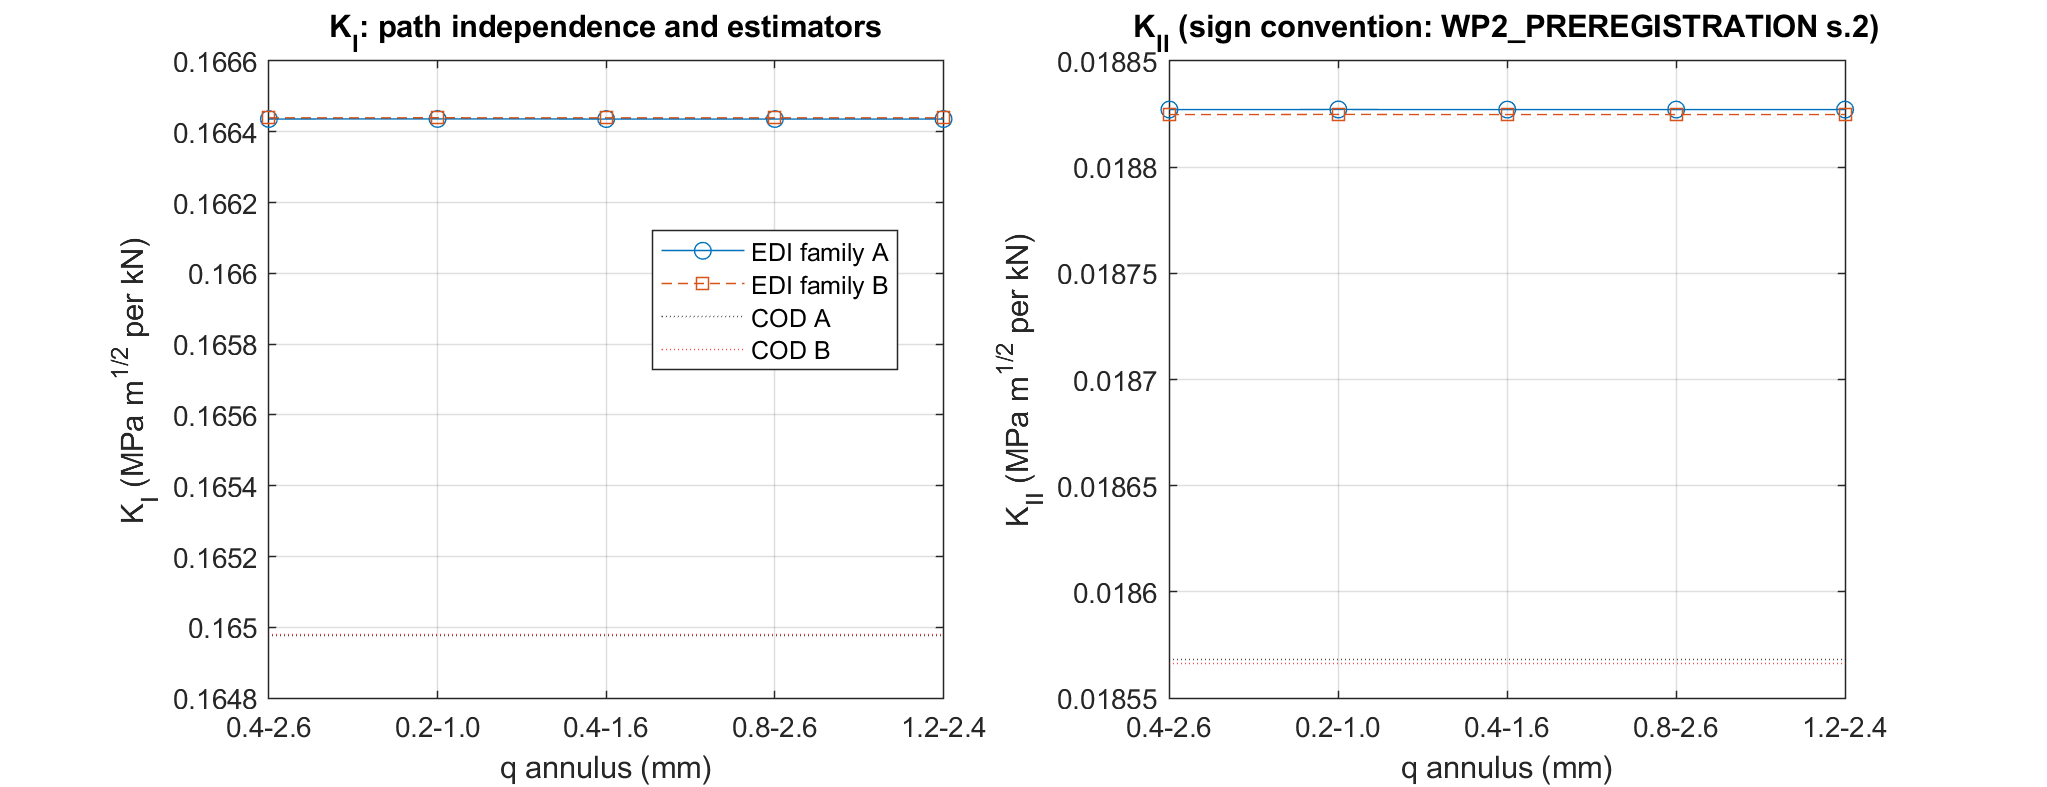 K_I: path independence and estimators
0.1666
0.1664
0.1662
0.166
0.1658
0.1656
0.1654
0.1652
0.165
0.1648
K_I (MPa m^1/2 per kN)
EDI family A
EDI family B
COD A
COD B
0.4-2.6 0.2-1.0 0.4-1.6 0.8-2.6 1.2-2.4
q annulus (mm)
K_II (sign convention: WP2_PREREGISTRATION s.2)
0.01885
0.0188
0.01875
0.0187
0.01865
0.0186
0.01855
K_II (MPa m^1/2 per kN)
0.4-2.6 0.2-1.0 0.4-1.6 0.8-2.6 1.2-2.4
q annulus (mm)